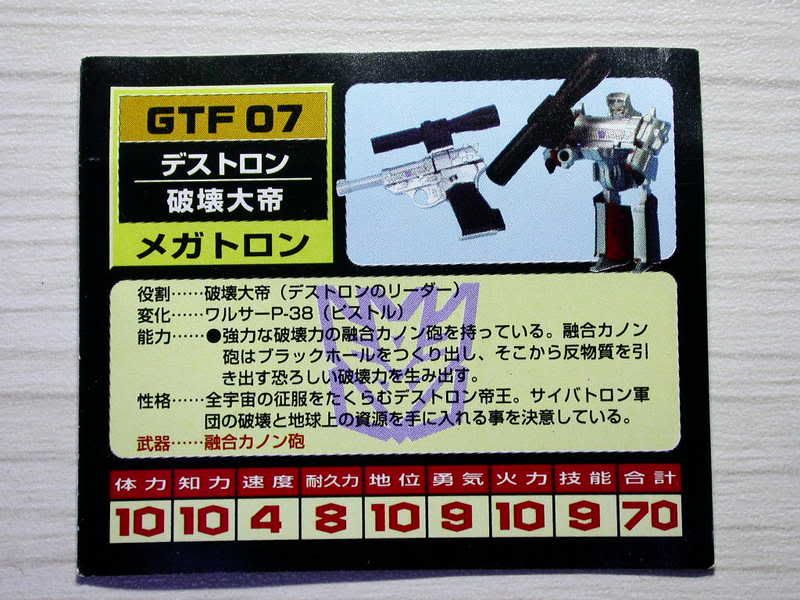 GTF 07
デストロン
破壊大帝
メガトロン
役割……破壊大帝（デストロンのリーダー）
変化……ワルサーP-38（ピストル）
能力……●強力な破壊力の融合カノン砲を持っている。融合カノン
砲はブラックホールをつくり出し、そこから反物質を引
き出す恐ろしい破壊力を生み出す。
性格……全宇宙の征服をたくらむデストロン帝王。サイバトロン軍
団の破壊と地球上の資源を手に入れる事を決意している。
武器……融合カノン砲
体力 知力 速度 耐久力 地位 勇気 火力 技能 合計
10 10 4 8 10 9 10 9 70